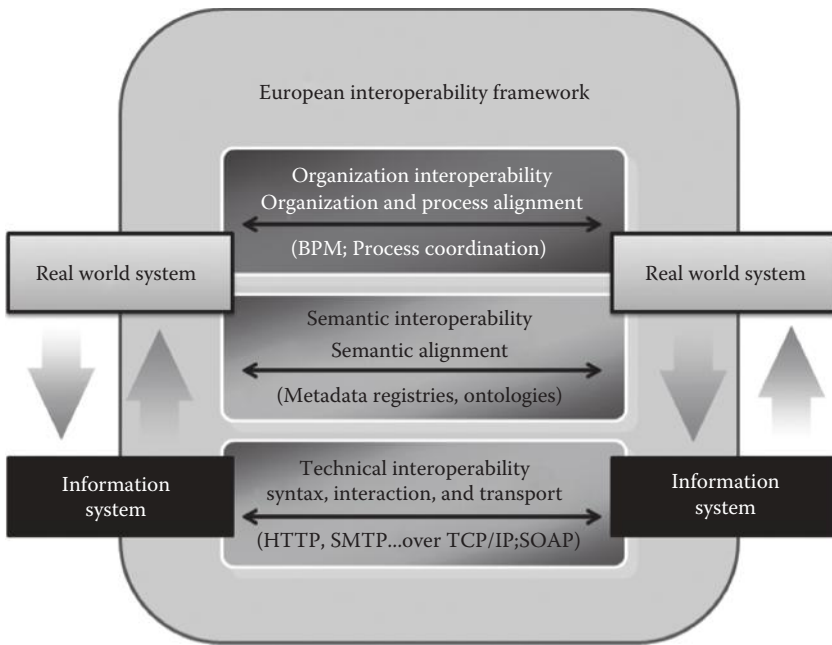 European interoperability framework
Organization interoperability
Organization and process alignment
(BPM; Process coordination)
Real world system
Real world system
Semantic interoperability
Semantic alignment
(Metadata registries, ontologies)
Information
system
Technical interoperability
syntax, interaction, and transport
(HTTP, SMTP...over TCP/IP;SOAP)
Information
system